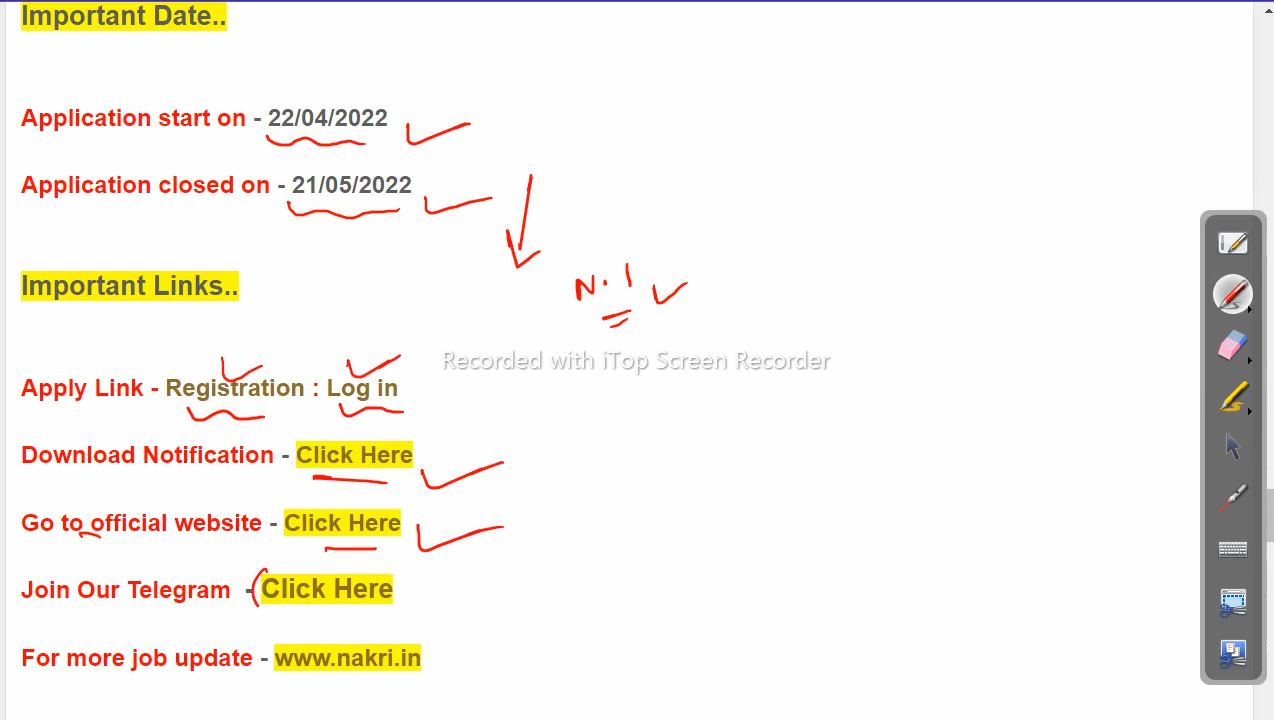 Important Date..
Application start on - 22/04/2022
Application closed on - 21/05/2022
Important Links..
N. 1
Recorded with iTop Screen Recorder
Apply Link - Registration : Log in
Download Notification - Click Here
Go to official website - Click Here
Join Our Telegram - Click Here
For more job update - www.nakri.in